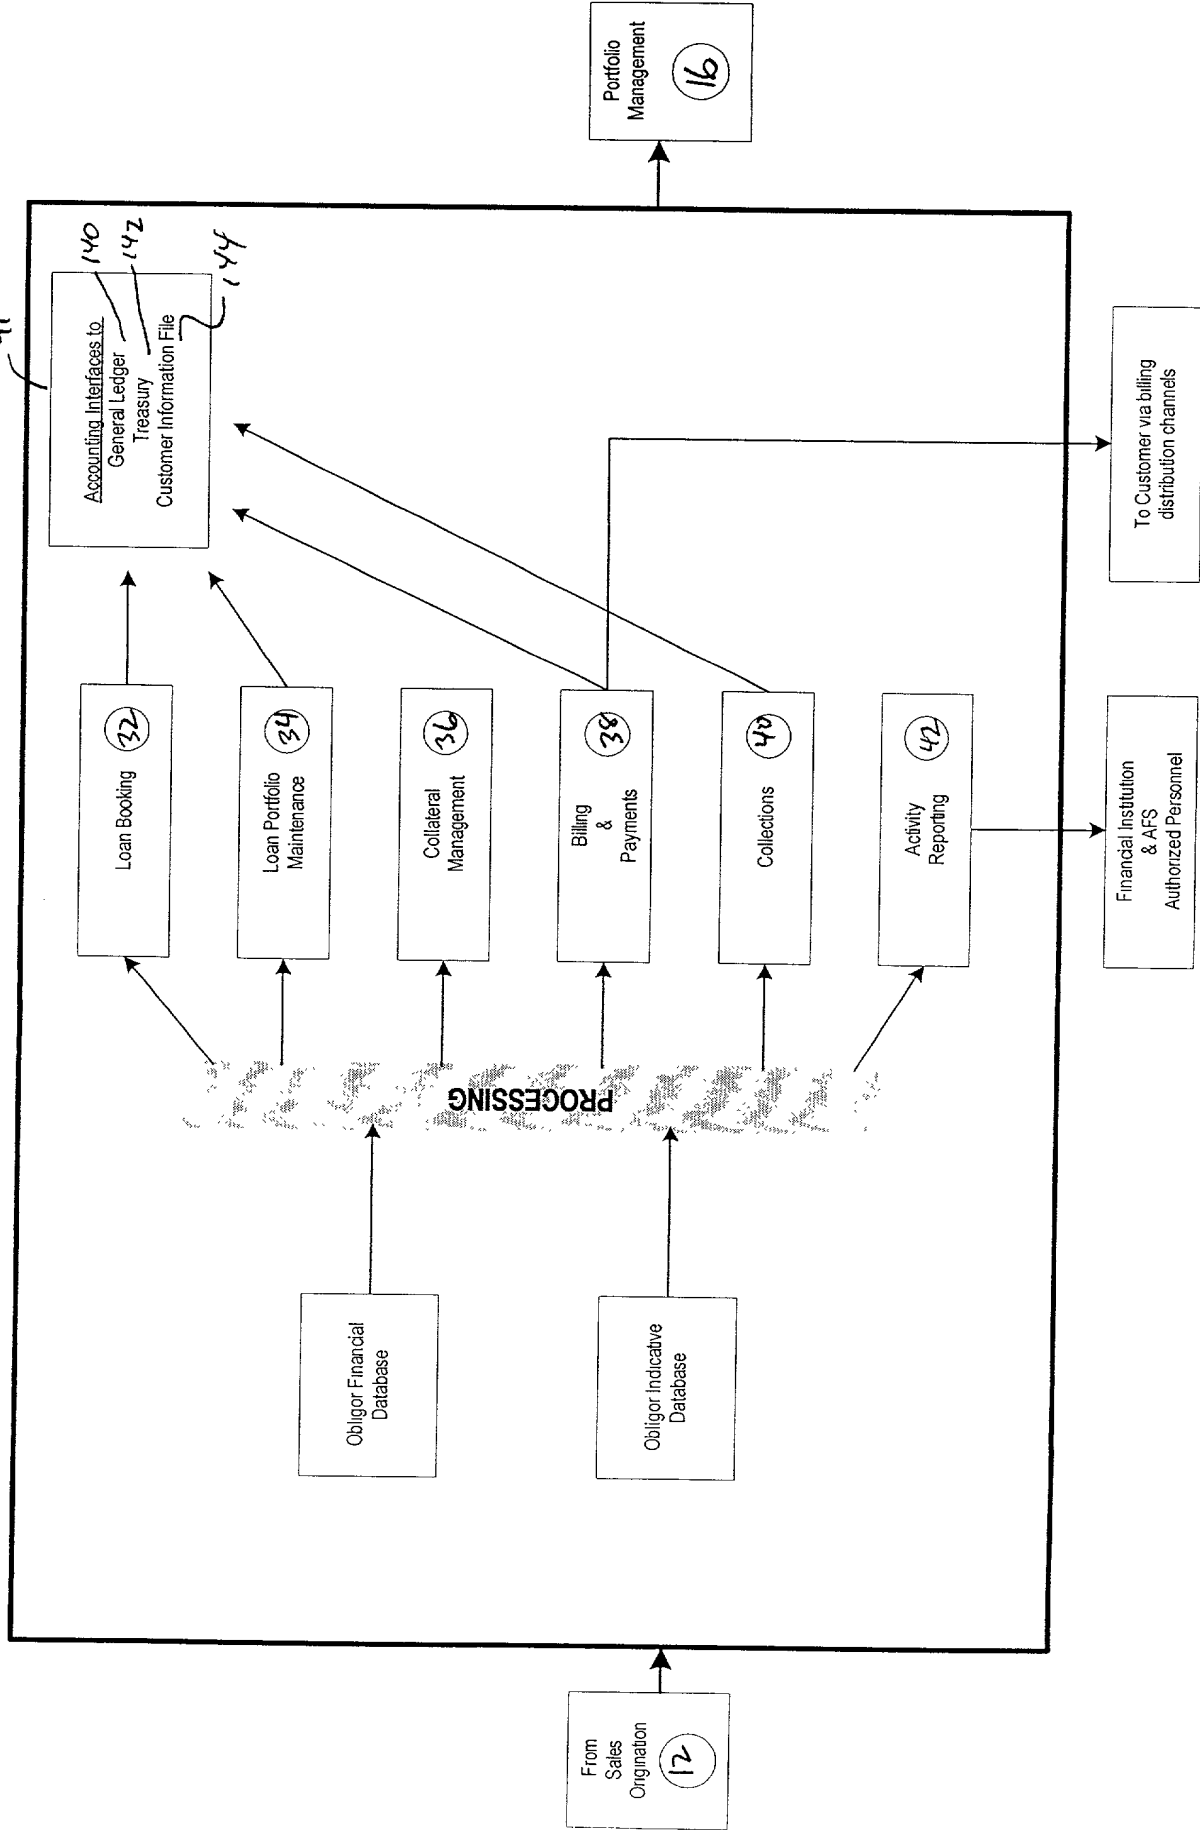 From
Sales
Origination
12
Obligor Financial
Database
Obligor Indicative
Database
PROCESSING
Loan Booking
32
Loan Portfolio
Maintenance
34
Collateral
Management
36
Billing
&
Payments
38
Collections
40
Activity
Reporting
42
Accounting Interfaces to
General Ledger
Treasury
Customer Information File
140
142
144
Portfolio
Management
16
Financial Institution
& AFS
Authorized Personnel
To Customer via billing
distribution channels